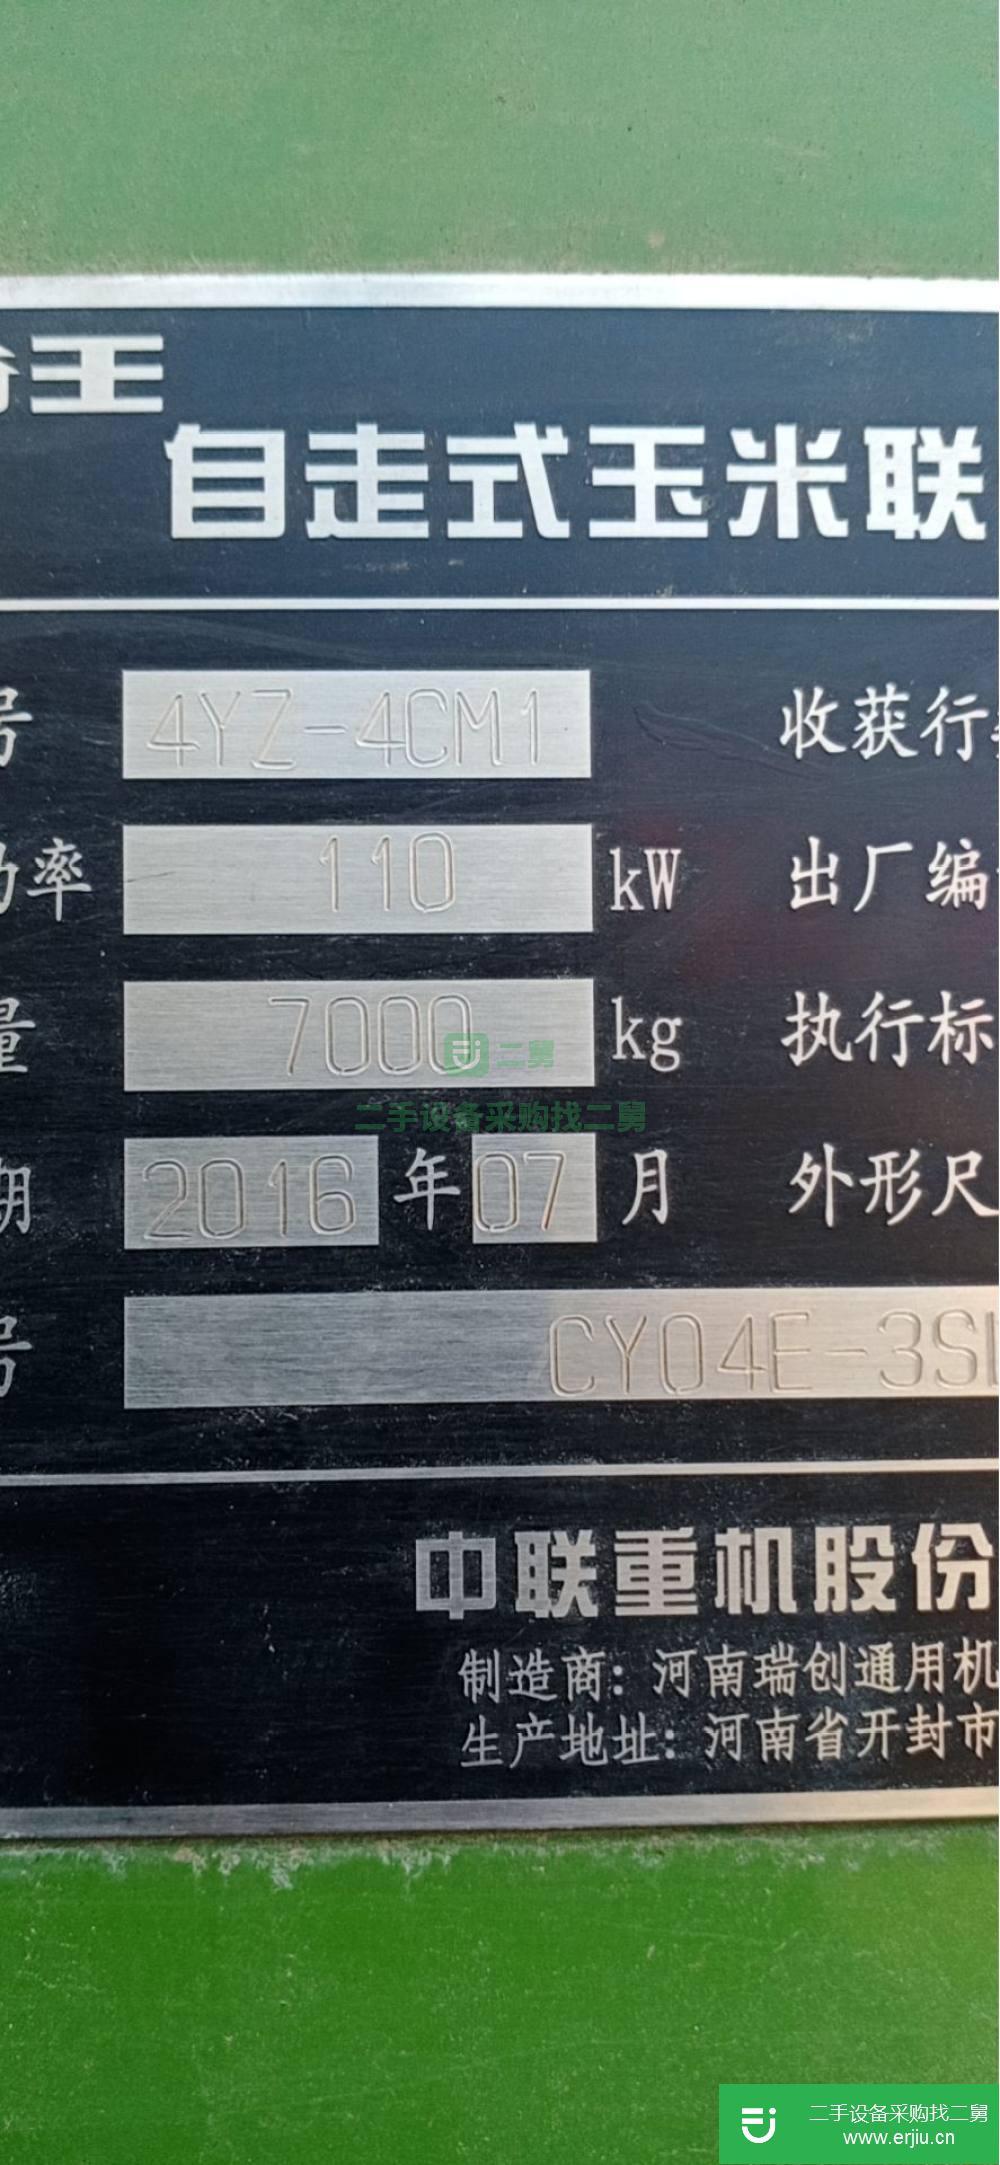 王
自走式玉米联
号 4YZ-4CM1 收获行
功率 110 kW 出厂编
量 7000 kg 执行标
期 2016 年 07 月 外形尺
号 CY04E-3S
中联重机股份
制造商：河南瑞创通用机
生产地址：河南省开封市
二舅
二手设备采购找二舅
二手设备采购找二舅
www.erjiu.cn